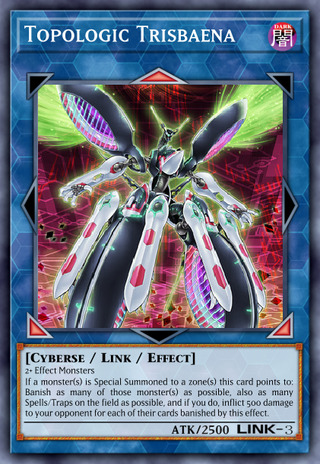 Topologic Trisbaena
DARK
闇
[Cyberse / Link / Effect]
2+ Effect Monsters
If a monster(s) is Special Summoned to a zone(s) this card points to:
Banish as many of those monster(s) as possible, also as many
Spells/Traps on the field as possible, and if you do, inflict 500 damage
to your opponent for each of their cards banished by this effect.
ATK/2500 LINK-3